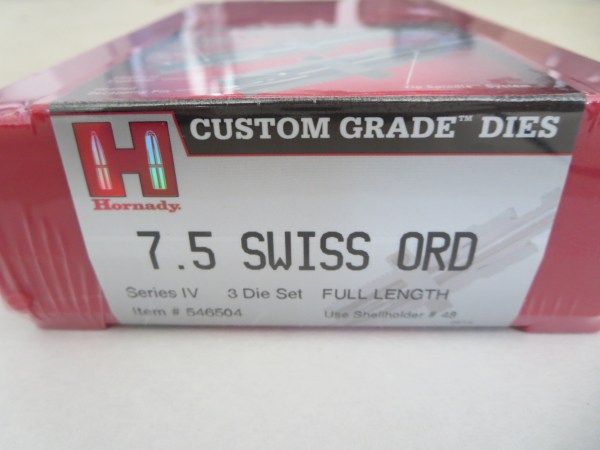 CUSTOM GRADE™ DIES
H
Hornady.
7.5 SWISS ORD
Series IV 3 Die Set FULL LENGTH
Item # 546504 Use Shellholder #